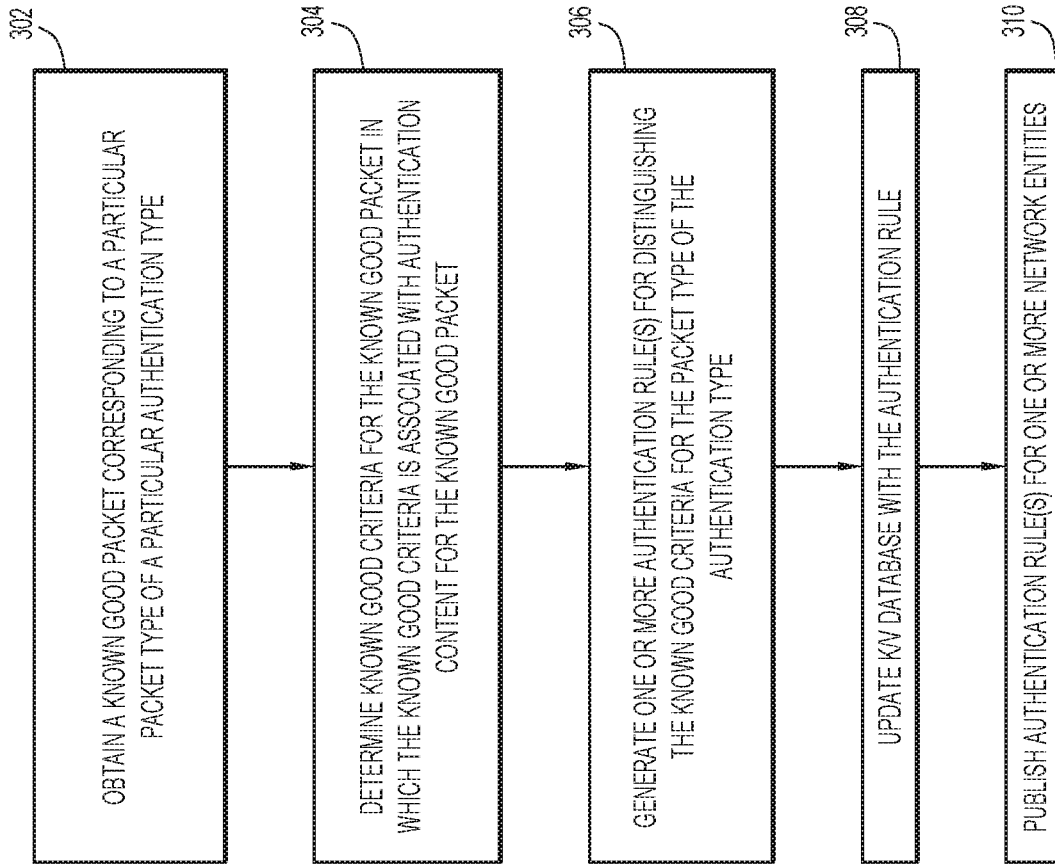 302
OBTAIN A KNOWN GOOD PACKET CORRESPONDING TO A PARTICULAR
PACKET TYPE OF A PARTICULAR AUTHENTICATION TYPE
304
DETERMINE KNOWN GOOD CRITERIA FOR THE KNOWN GOOD PACKET IN
WHICH THE KNOWN GOOD CRITERIA IS ASSOCIATED WITH AUTHENTICATION
CONTENT FOR THE KNOWN GOOD PACKET
306
GENERATE ONE OR MORE AUTHENTICATION RULE(S) FOR DISTINGUISHING
THE KNOWN GOOD CRITERIA FOR THE PACKET TYPE OF THE
AUTHENTICATION TYPE
308
UPDATE K/V DATABASE WITH THE AUTHENTICATION RULE
310
PUBLISH AUTHENTICATION RULE(S) FOR ONE OR MORE NETWORK ENTITIES